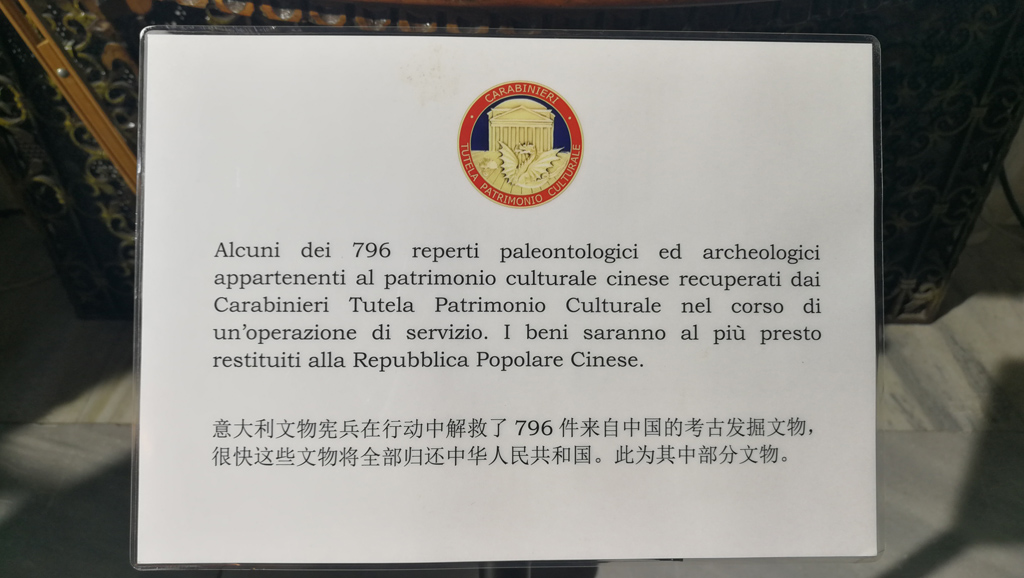 CARABINIERI
TUTELA PATRIMONIO CULTURALE
Alcuni dei 796 reperti paleontologici ed archeologici
appartenenti al patrimonio culturale cinese recuperati dai
Carabinieri Tutela Patrimonio Culturale nel corso di
un'operazione di servizio. I beni saranno al più presto
restituiti alla Repubblica Popolare Cinese.
意大利文物宪兵在行动中解救了 796 件来自中国的考古发掘文物，
很快这些文物将全部归还中华人民共和国。此为其中部分文物。